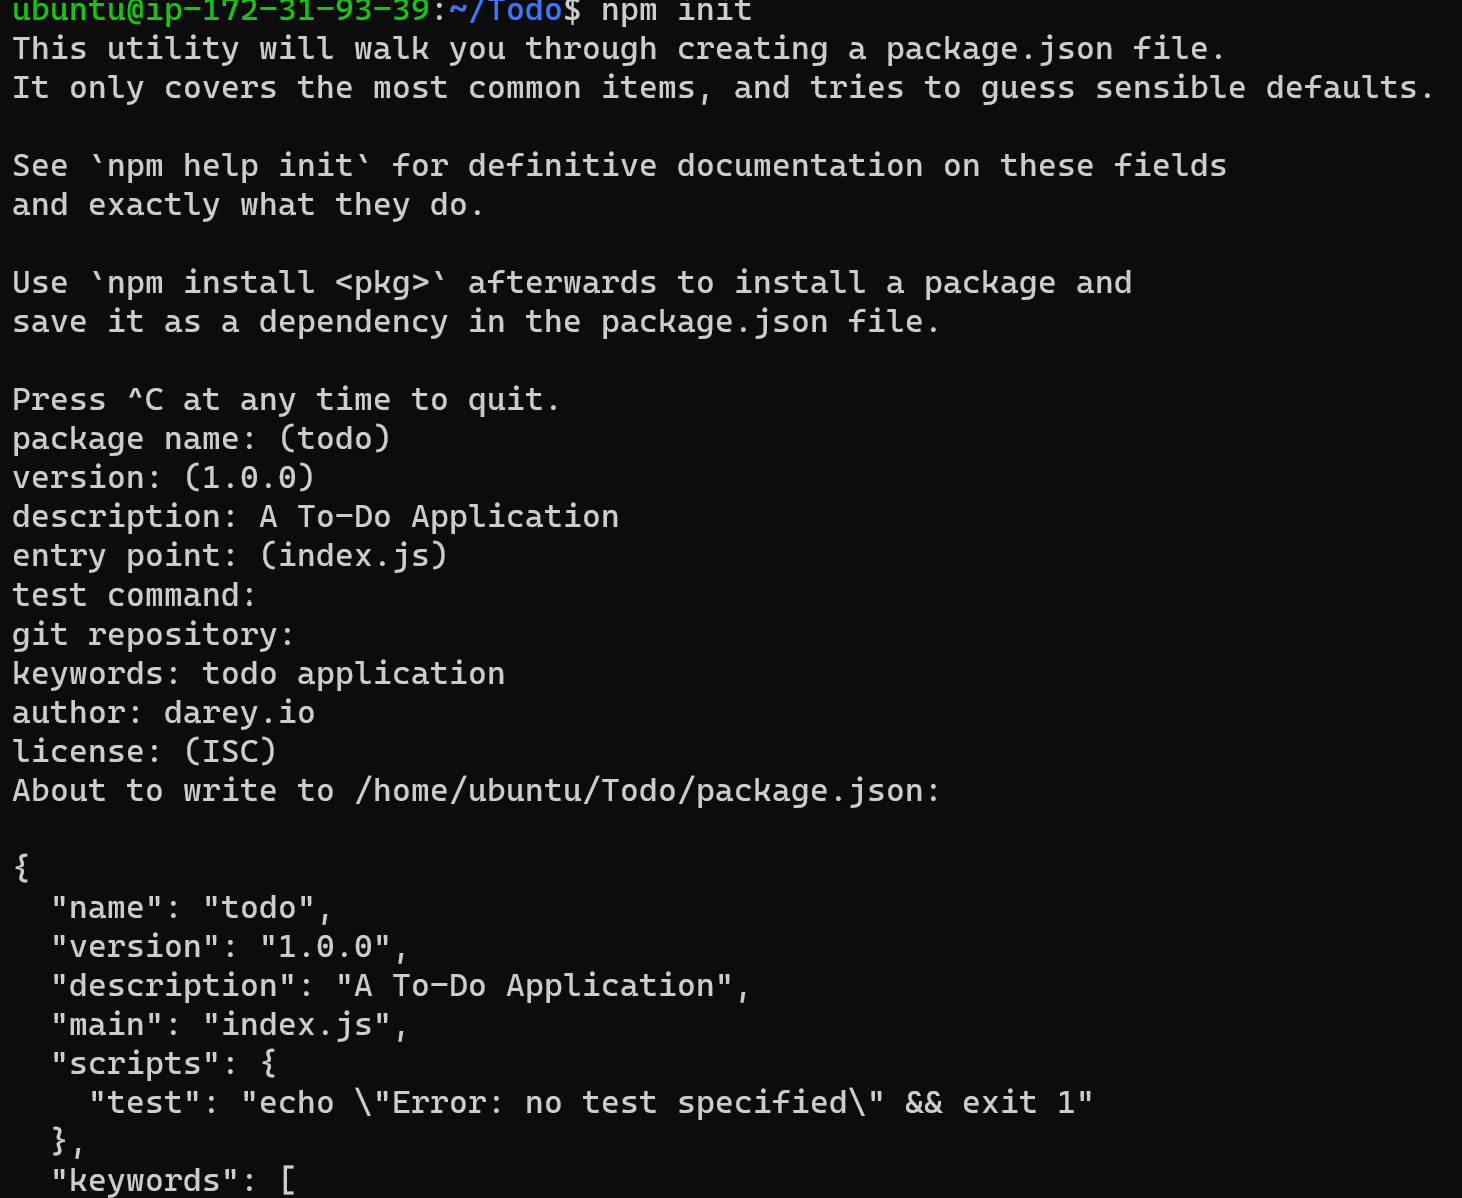 ubuntu@ip-172-31-93-39:~/Todo$ npm init
This utility will walk you through creating a package.json file.
It only covers the most common items, and tries to guess sensible defaults.
See `npm help init` for definitive documentation on these fields
and exactly what they do.
Use `npm install <pkg>` afterwards to install a package and
save it as a dependency in the package.json file.
Press ^C at any time to quit.
package name: (todo)
version: (1.0.0)
description: A To-Do Application
entry point: (index.js)
test command:
git repository:
keywords: todo application
author: darey.io
license: (ISC)
About to write to /home/ubuntu/Todo/package.json:
{
  "name": "todo",
  "version": "1.0.0",
  "description": "A To-Do Application",
  "main": "index.js",
  "scripts": {
    "test": "echo \"Error: no test specified\" && exit 1"
  },
  "keywords": [